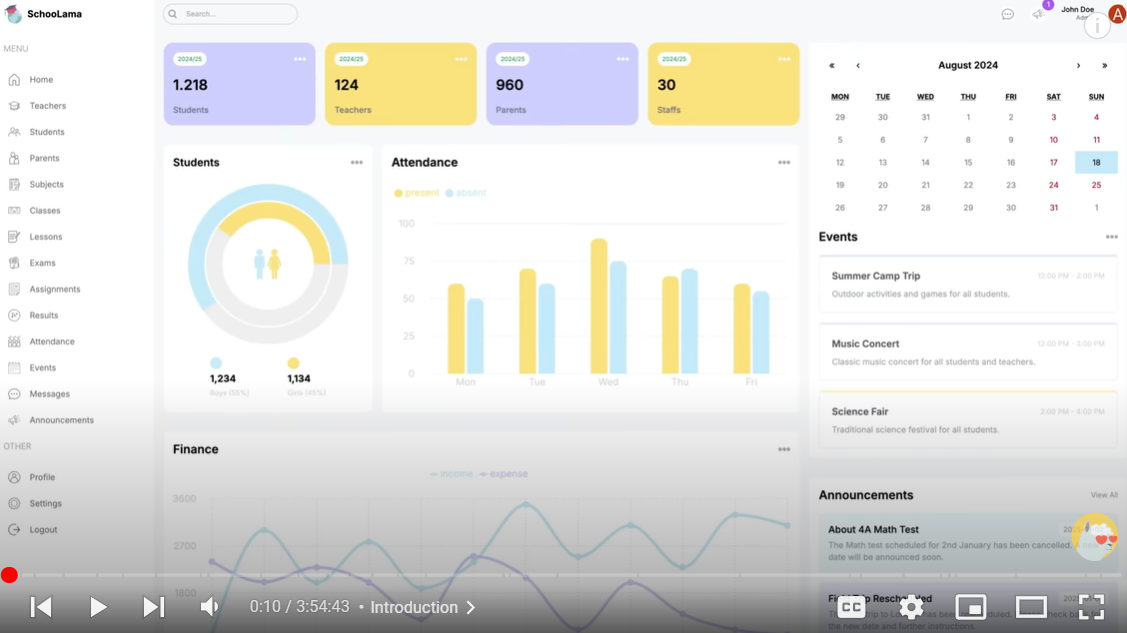 SchooLama
Search...
1
John Doe
MENU
Home
Teachers
Students
Parents
Subjects
Classes
Lessons
Exams
Assignments
Results
Attendance
Events
Messages
Announcements
OTHER
Profile
Settings
Logout
2024/25
1.218
Students
2024/25
124
Teachers
2024/25
960
Parents
2024/25
30
Staffs
Students
1,234
Boys (55%)
1,134
Girls (45%)
Attendance
present absent
100
75
50
25
0
Mon Tue Wed Thu Fri
Finance
income expense
3600
2700
1800
« ‹ August 2024 › »
MON TUE WED THU FRI SAT SUN
29 30 31 1 2 3 4
5 6 7 8 9 10 11
12 13 14 15 16 17 18
19 20 21 22 23 24 25
26 27 28 29 30 31 1
Events
Summer Camp Trip 12:00 PM - 2:00 PM
Outdoor activities and games for all students.
Music Concert 12:00 PM - 2:00 PM
Classic music concert for all students and teachers.
Science Fair 2:00 PM - 4:00 PM
Traditional science festival for all students.
Announcements View All
About 4A Math Test
The Math test scheduled for 2nd January has been cancelled.
date will be announced soon.
the new date and further instructions.
A
i
0:10 / 3:54:43 • Introduction
CC